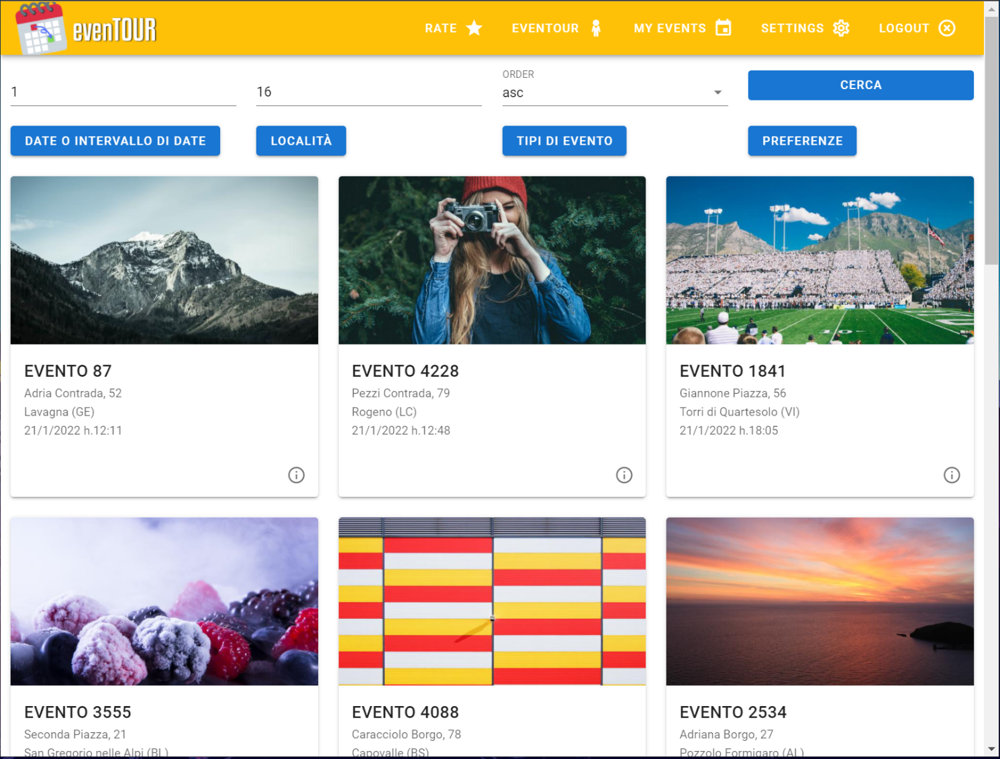 evenTOUR
RATE
EVENTOUR
MY EVENTS
SETTINGS
LOGOUT
1
16
ORDER
asc
CERCA
DATE O INTERVALLO DI DATE
LOCALITÀ
TIPI DI EVENTO
PREFERENZE
EVENTO 87
Adria Contrada, 52
Lavagna (GE)
21/1/2022 h.12:11
EVENTO 4228
Pezzi Contrada, 79
Rogeno (LC)
21/1/2022 h.12:48
EVENTO 1841
Giannone Piazza, 56
Torri di Quartesolo (VI)
21/1/2022 h.18:05
EVENTO 3555
Seconda Piazza, 21
San Gregorio nelle Alpi (BL)
EVENTO 4088
Caracciolo Borgo, 78
Capovalle (BS)
EVENTO 2534
Adriana Borgo, 27
Pozzolo Formigaro (AL)